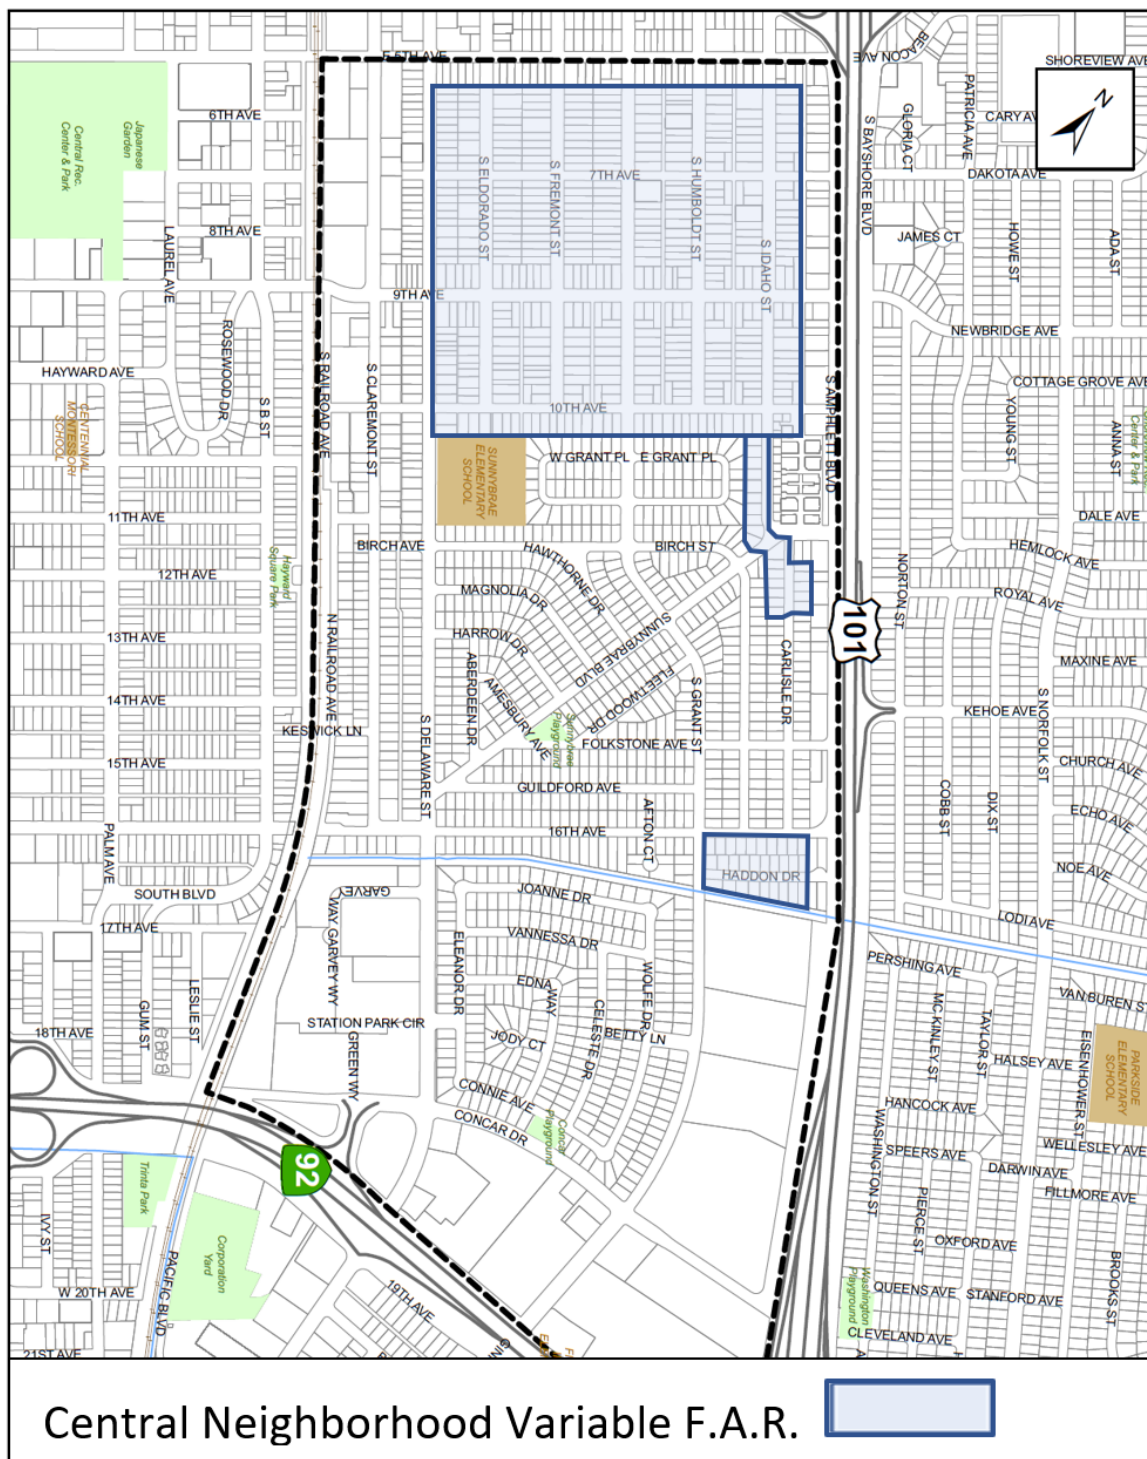 E 5TH AVE
BEACON AVE
SHOREVIEW AVE
6TH AVE
Japanese
Garden
Central Rec.
Center & Park
PATRICIA AVE
GLORIA CT
S BAYSHORE BLVD
N
DAKOTA AVE
7TH AVE
S ELDORADO ST
S FREMONT ST
S HUMBOLDT ST
S IDAHO ST
8TH AVE
LAUREL AVE
JAMES CT
HOWE ST
ADA ST
9TH AVE
ROSEWOOD DR
NEWBRIDGE AVE
HAYWARD AVE
S B ST
S RAILROAD AVE
S CLAREMONT ST
COTTAGE GROVE AVE
CENTENNIAL
MONTESSORI
SCHOOL
10TH AVE
S AMPHLETT BLVD
YOUNG ST
ANNA ST
Center & Park
SUNNYBRAE
ELEMENTARY
SCHOOL
W GRANT PL
E GRANT PL
11TH AVE
DALE AVE
BIRCH AVE
HAWTHORNE DR
BIRCH ST
HEMLOCK AVE
12TH AVE
Hayward
Square Park
MAGNOLIA DR
NORTON ST
ROYAL AVE
13TH AVE
N RAILROAD AVE
HARROW DR
SUNNYBRAE BLVD
CARLISLE DR
101
MAXINE AVE
14TH AVE
ABERDEEN DR
AMESBURY AVE
FLEETWOOD DR
S GRANT ST
S NORFOLK ST
KEHOE AVE
KESWICK LN
S DELAWARE ST
Sunnybrae
Playground
FOLKSTONE AVE
15TH AVE
CHURCH AVE
GUILDFORD AVE
COBB ST
DIX ST
ECHO AVE
PALM AVE
16TH AVE
AFTON CT
HADDON DR
NOE AVE
SOUTH BLVD
GARVEY
JOANNE DR
LODI AVE
17TH AVE
WAY GARVEY WY
VANNESSA DR
ELEANOR DR
WOLFE DR
PERSHING AVE
LESLIE ST
GUM ST
EDNA
WAY
CELESTE DR
MC KINLEY ST
TAYLOR ST
VAN BUREN S
18TH AVE
STATION PARK CIR
GREEN WY
JODY CT
BETTY LN
HALSEY AVE
EISENHOWER ST
PARKSIDE
ELEMENTARY
SCHOOL
CONNIE AVE
CONCAR DR
Concar
Playground
HANCOCK AVE
WASHINGTON ST
SPEERS AVE
WELLESLEY AVE
92
DARWIN AVE
Trinta Park
PIERCE ST
FILLMORE AVE
IVY ST
Corporation
Yard
PACIFIC BLVD
OXFORD AVE
BROOKS ST
W 20TH AVE
19TH AVE
Washington
Playground
QUEENS AVE
STANFORD AVE
21ST AVE
CLEVELAND AVE
Central Neighborhood Variable F.A.R.